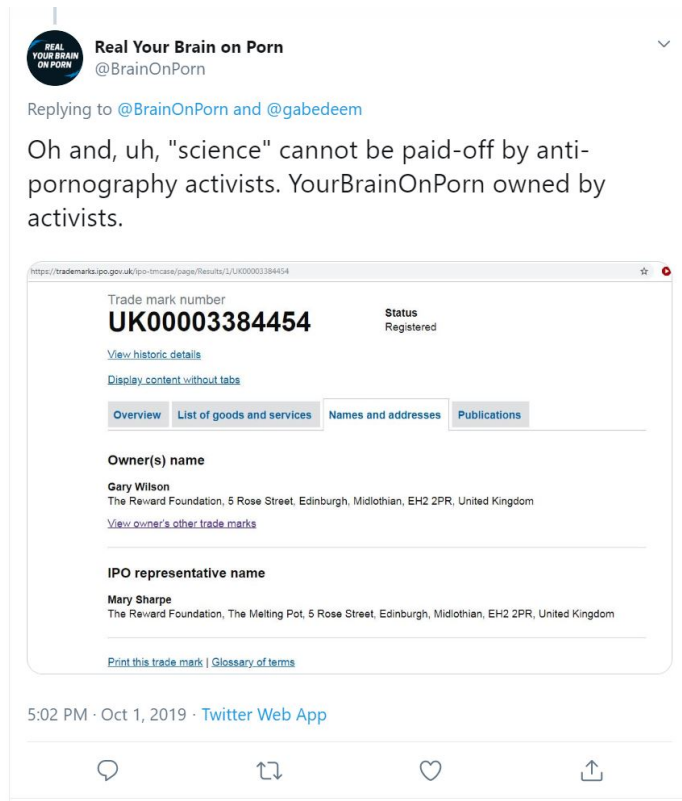 REAL
YOUR BRAIN
ON PORN
Real Your Brain on Porn
@BrainOnPorn
Replying to @BrainOnPorn and @gabedeem
Oh and, uh, "science" cannot be paid-off by anti-
pornography activists. YourBrainOnPorn owned by
activists.
https://trademarks.ipo.gov.uk/ipo-tmcase/page/Results/1/UK00003384454
Trade mark number
UK00003384454
Status
Registered
View historic details
Display content without tabs
Overview List of goods and services Names and addresses Publications
Owner(s) name
Gary Wilson
The Reward Foundation, 5 Rose Street, Edinburgh, Midlothian, EH2 2PR, United Kingdom
View owner's other trade marks
IPO representative name
Mary Sharpe
The Reward Foundation, The Melting Pot, 5 Rose Street, Edinburgh, Midlothian, EH2 2PR, United Kingdom
Print this trade mark | Glossary of terms
5:02 PM · Oct 1, 2019 · Twitter Web App